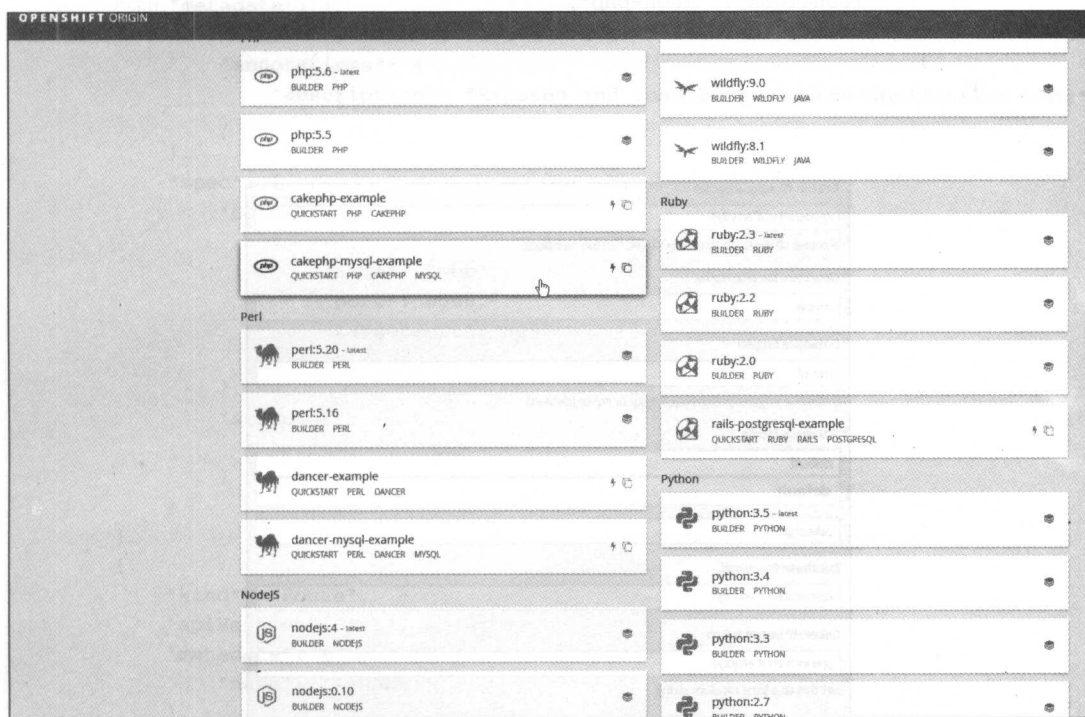 OPENSHIFT ORIGIN
php:5.6 - latest
BUILDER PHP
php:5.5
BUILDER PHP
cakephp-example
QUICKSTART PHP CAKEPHP
cakephp-mysql-example
QUICKSTART PHP CAKEPHP MYSQL
Perl
perl:5.20 - latest
BUILDER PERL
perl:5.16
BUILDER PERL
dancer-example
QUICKSTART PERL DANCER
dancer-mysql-example
QUICKSTART PERL DANCER MYSQL
NodeJS
nodejs:4 - latest
BUILDER NODEJS
nodejs:0.10
BUILDER NODEJS
wildfly:9.0
BUILDER WILDFLY JAVA
wildfly:8.1
BUILDER WILDFLY JAVA
Ruby
ruby:2.3 - latest
BUILDER RUBY
ruby:2.2
BUILDER RUBY
ruby:2.0
BUILDER RUBY
rails-postgresql-example
QUICKSTART RUBY RAILS POSTGRESQL
Python
python:3.5 - latest
BUILDER PYTHON
python:3.4
BUILDER PYTHON
python:3.3
BUILDER PYTHON
python:2.7
BUILDER PYTHON